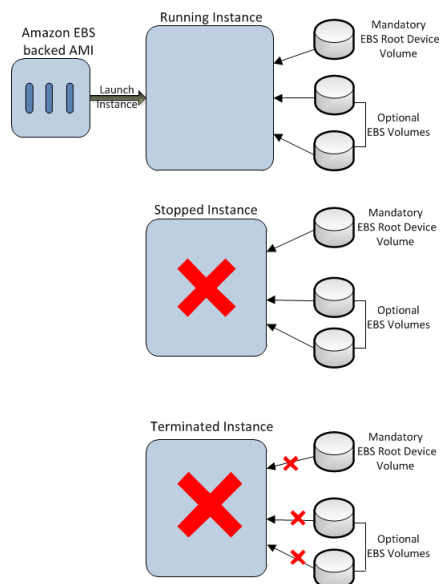 Running Instance
Amazon EBS
backed AMI
Launch
Instance
Mandatory
EBS Root Device
Volume
Optional
EBS Volumes
Stopped Instance
Mandatory
EBS Root Device
Volume
Optional
EBS Volumes
Terminated Instance
Mandatory
EBS Root Device
Volume
Optional
EBS Volumes